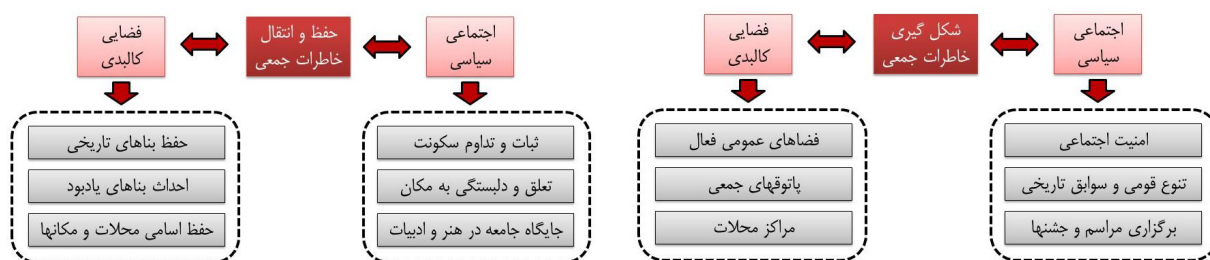 اجتماعی
سیاسی
شکل گیری
خاطرات جمعی
فضایی
کالبدی
امنیت اجتماعی
تنوع قومی و سوابق تاریخی
برگزاری مراسم و جشنها
فضاهای عمومی فعال
پاتوقهای جمعی
مراکز محلات
اجتماعی
سیاسی
حفظ و انتقال
خاطرات جمعی
فضایی
کالبدی
ثبات و تداوم سکونت
تعلق و دلبستگی به مکان
جایگاه جامعه در هنر و ادبیات
حفظ بناهای تاریخی
احداث بناهای یادبود
حفظ اسامی محلات و مکانها